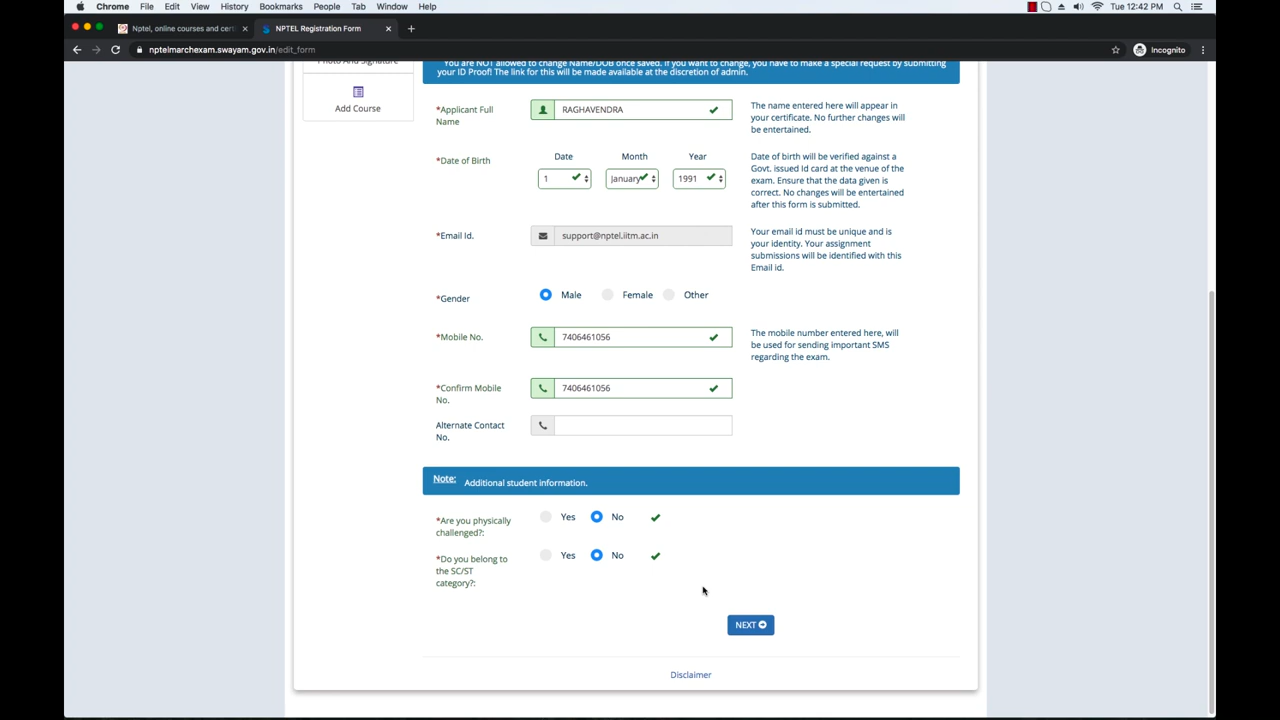 Chrome File Edit View History Bookmarks People Tab Window Help
Tue 12:42 PM
Nptel, online courses and cert
NPTEL Registration Form
nptelmarchexam.swayam.gov.in/edit_form
Incognito
Photo And Signature
Add Course
You are NOT allowed to change Name/DOB once saved. If you want to change, you have to make a special request by submitting
your ID Proof! The link for this will be made available at the discretion of admin.
*Applicant Full
Name
RAGHAVENDRA
The name entered here will appear in
your certificate. No further changes will
be entertained.
*Date of Birth
Date
Month
Year
1
January
1991
Date of birth will be verified against a
Govt. issued Id card at the venue of the
exam. Ensure that the data given is
correct. No changes will be entertained
after this form is submitted.
*Email Id.
support@nptel.iitm.ac.in
Your email id must be unique and is
your identity. Your assignment
submissions will be identified with this
Email id.
*Gender
Male
Female
Other
*Mobile No.
7406461056
The mobile number entered here, will
be used for sending important SMS
regarding the exam.
*Confirm Mobile
No.
7406461056
Alternate Contact
No.
Note: Additional student information.
*Are you physically
challenged?:
Yes
No
*Do you belong to
the SC/ST
category?:
Yes
No
NEXT
Disclaimer